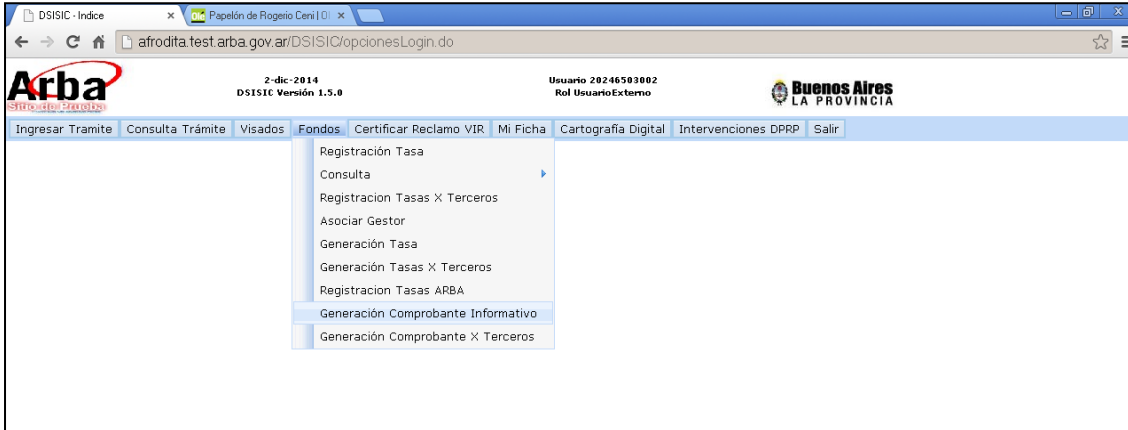 DSISIC - Indice
Papelón de Rogerio Ceni | Ol
afrodita.test.arba.gov.ar/DSISIC/opcionesLogin.do
Arba
Sitio de Prueba
2-dic-2014
DSISIC Versión 1.5.0
Usuario 20246503002
Rol UsuarioExterno
Buenos Aires
LA PROVINCIA
Ingresar Tramite Consulta Trámite Visados Fondos Certificar Reclamo VIR Mi Ficha Cartografía Digital Intervenciones DPRP Salir
Registración Tasa
Consulta
Registracion Tasas X Terceros
Asociar Gestor
Generación Tasa
Generación Tasas X Terceros
Registracion Tasas ARBA
Generación Comprobante Informativo
Generación Comprobante X Terceros